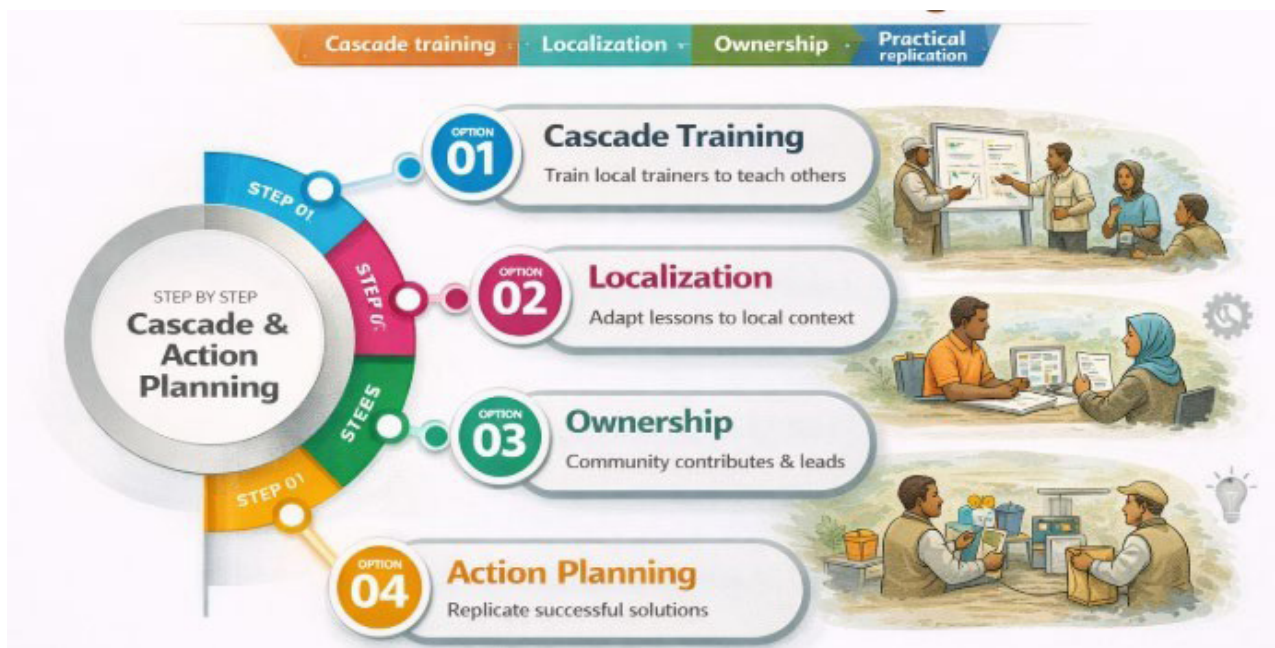 Cascade training
Localization
Ownership
Practical
replication
OPTION
01
Cascade Training
Train local trainers to teach others
STEP 01
OPTION
02
Localization
Adapt lessons to local context
STEP
STEP BY STEP
Cascade &
Action
Planning
OPTION
03
Ownership
Community contributes & leads
STEES
STEP 01
OPTION
04
Action Planning
Replicate successful solutions